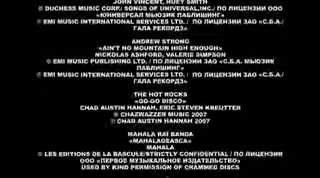 JOHN VINCENT, HUEY SMITH
© DUCHESS MUSIC CORP./ SONGS OF UNIVERSAL,INC./ ПО ЛИЦЕНЗИИ ООО
«ЮНИВЕРСАЛ МЬЮЗИК ПАБЛИШИНГ»
℗ EMI MUSIC INTERNATIONAL SERVICES, LTD. / ПО ЛИЦЕНЗИИ ЗАО «С.Б.А./
ГАЛА РЕКОРДЗ»
ANDREW STRONG
«AIN'T NO MOUNTAIN HIGH ENOUGH»
NICKOLAS ASHFORD, VALERIE SIMPSON
© EMI MUSIC PUBLISHING LTD. / ПО ЛИЦЕНЗИИ ЗАО. ОАО «С.Б.А. МЬЮЗИК
ПАБЛИШИНГ»
℗ EMI MUSIC INTERNATIONAL SERVICES, LTD. / ПО ЛИЦЕНЗИИ ЗАО «С.Б.А./
ГАЛА РЕКОРДЗ»
THE HOT ROCKS
«GO-GO DISCO»
CHAD AUSTIN HANNAH, ERIC STEVEN KREUTTER
© CHAZWAZZER MUSIC 2007
℗ CHAD AUSTIN HANNAH 2007
MAHALA RAI BANDA
«MAHALAGEASCA»
MAHALA
© LES EDITIONS DE LA BASCULE/STRICTLY CONFIDENTIAL / ПО ЛИЦЕНЗИИ
ООО «ПЕРВОЕ МУЗЫКАЛЬНОЕ ИЗДАТЕЛЬСТВО»
USED BY KIND PERMISSION OF CRAMMED DISCS